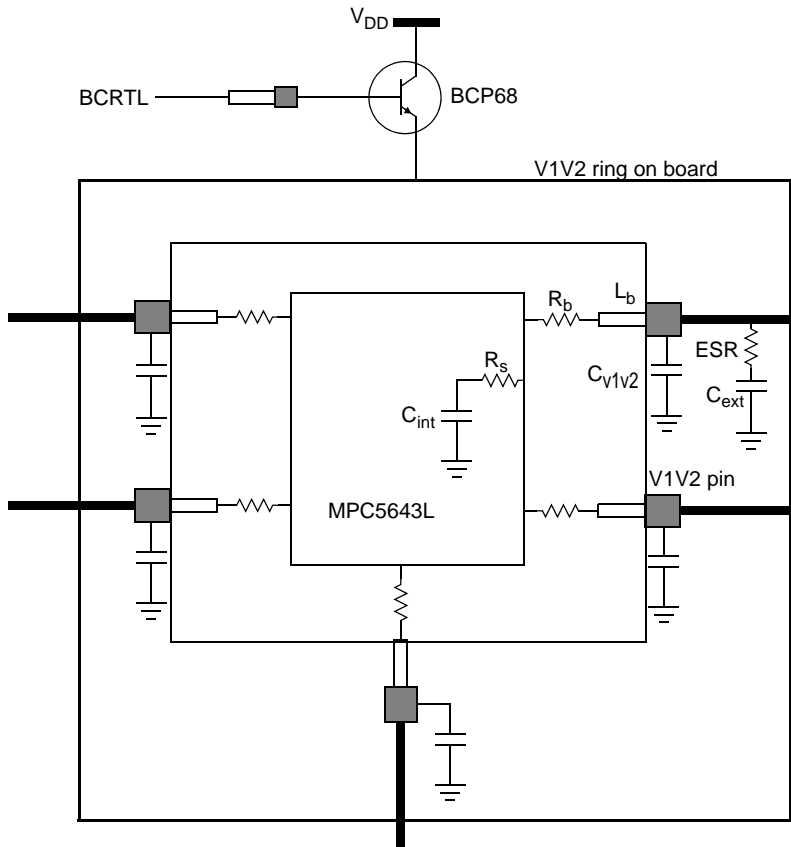 VDD
BCRTL
BCP68
V1V2 ring on board
Rb
Lb
Rs
Cv1v2
ESR
Cint
Cext
V1V2 pin
MPC5643L